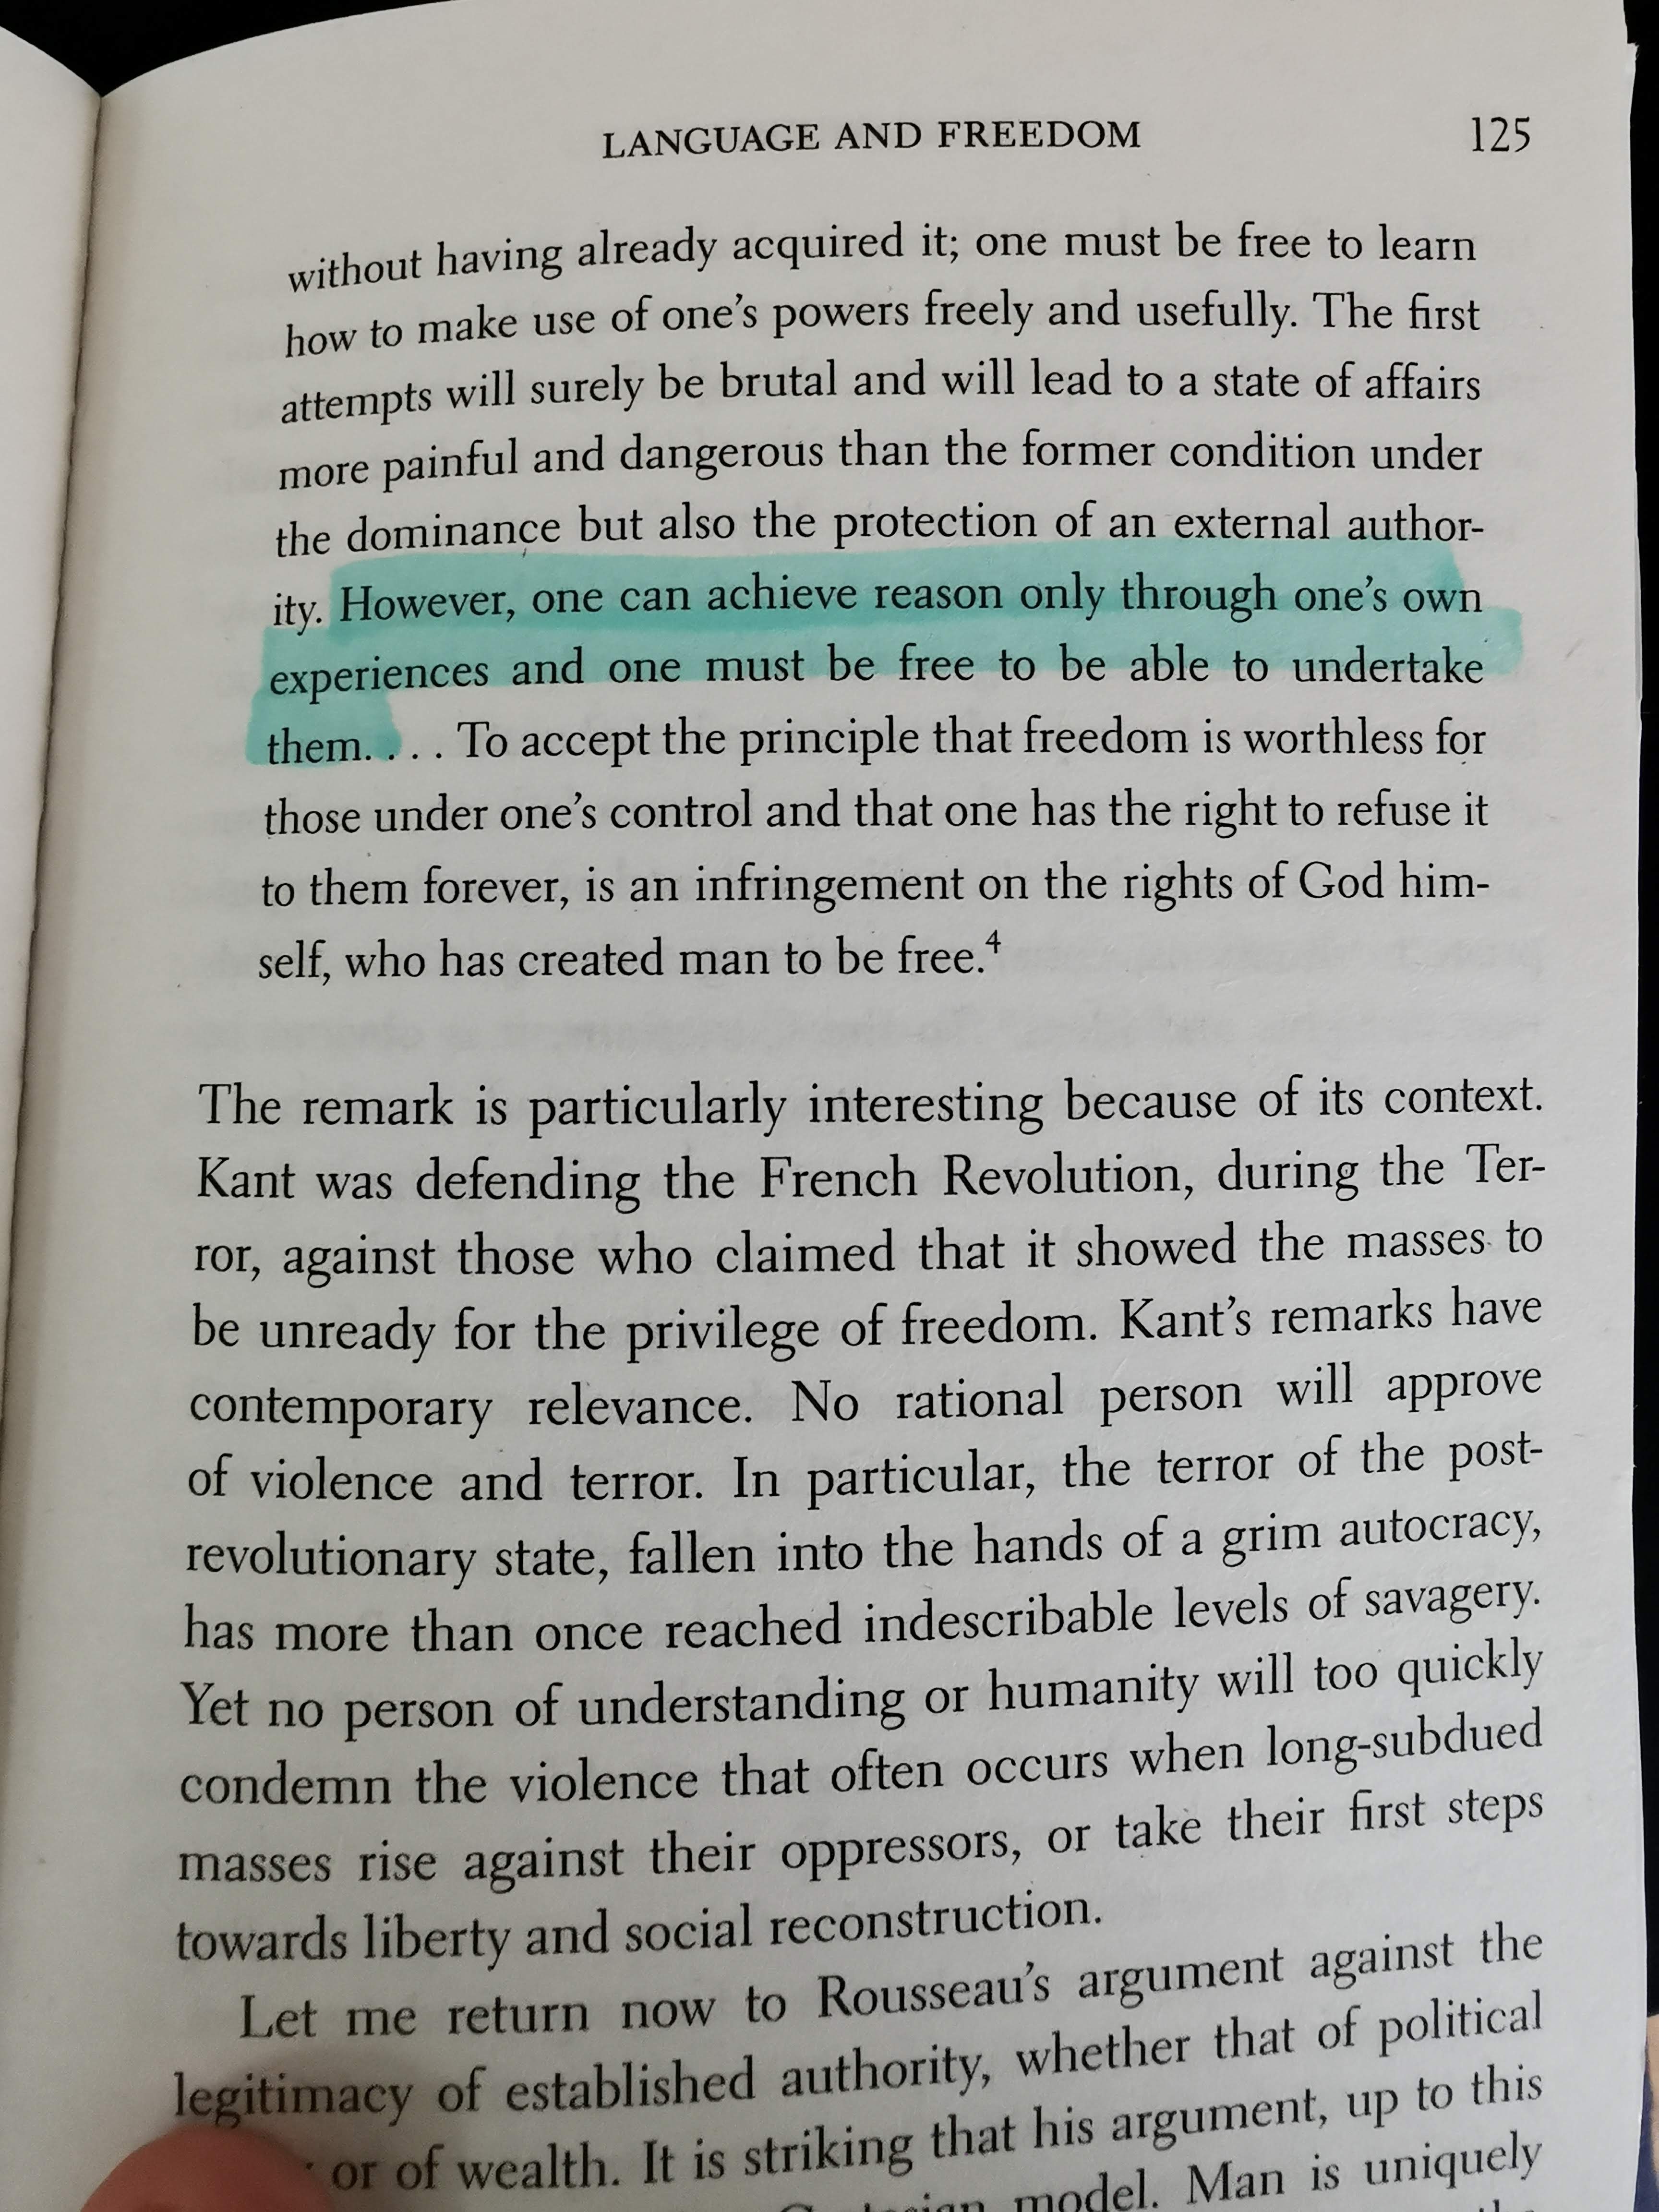 LANGUAGE AND FREEDOM 125
without having already acquired it; one must be free to learn
how to make use of one's powers freely and usefully. The first
attempts will surely be brutal and will lead to a state of affairs
more painful and dangerous than the former condition under
the dominance but also the protection of an external author-
ity. However, one can achieve reason only through one's own
experiences and one must be free to be able to undertake
them. . . . To accept the principle that freedom is worthless for
those under one's control and that one has the right to refuse it
to them forever, is an infringement on the rights of God him-
self, who has created man to be free.4
The remark is particularly interesting because of its context.
Kant was defending the French Revolution, during the Ter-
ror, against those who claimed that it showed the masses to
be unready for the privilege of freedom. Kant's remarks have
contemporary relevance. No rational person will approve
of violence and terror. In particular, the terror of the post-
revolutionary state, fallen into the hands of a grim autocracy,
has more than once reached indescribable levels of savagery.
Yet no person of understanding or humanity will too quickly
condemn the violence that often occurs when long-subdued
masses rise against their oppressors, or take their first steps
towards liberty and social reconstruction.
Let me return now to Rousseau's argument against the
legitimacy of established authority, whether that of political
or of wealth. It is striking that his argument, up to this
model. Man is uniquely